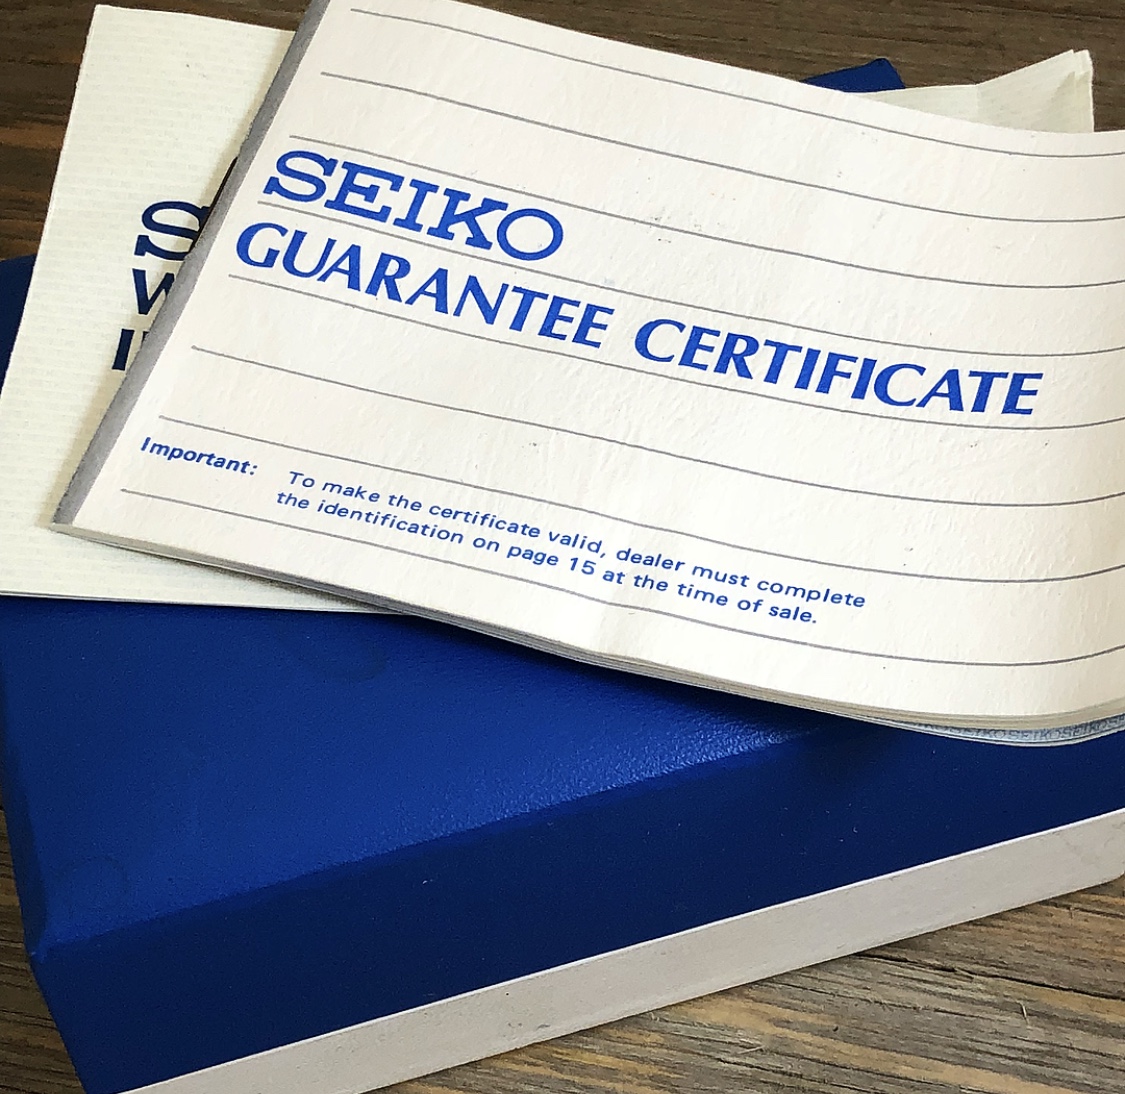 SEIKO
GUARANTEE CERTIFICATE
Important: To make the certificate valid, dealer must complete
the identification on page 15 at the time of sale.